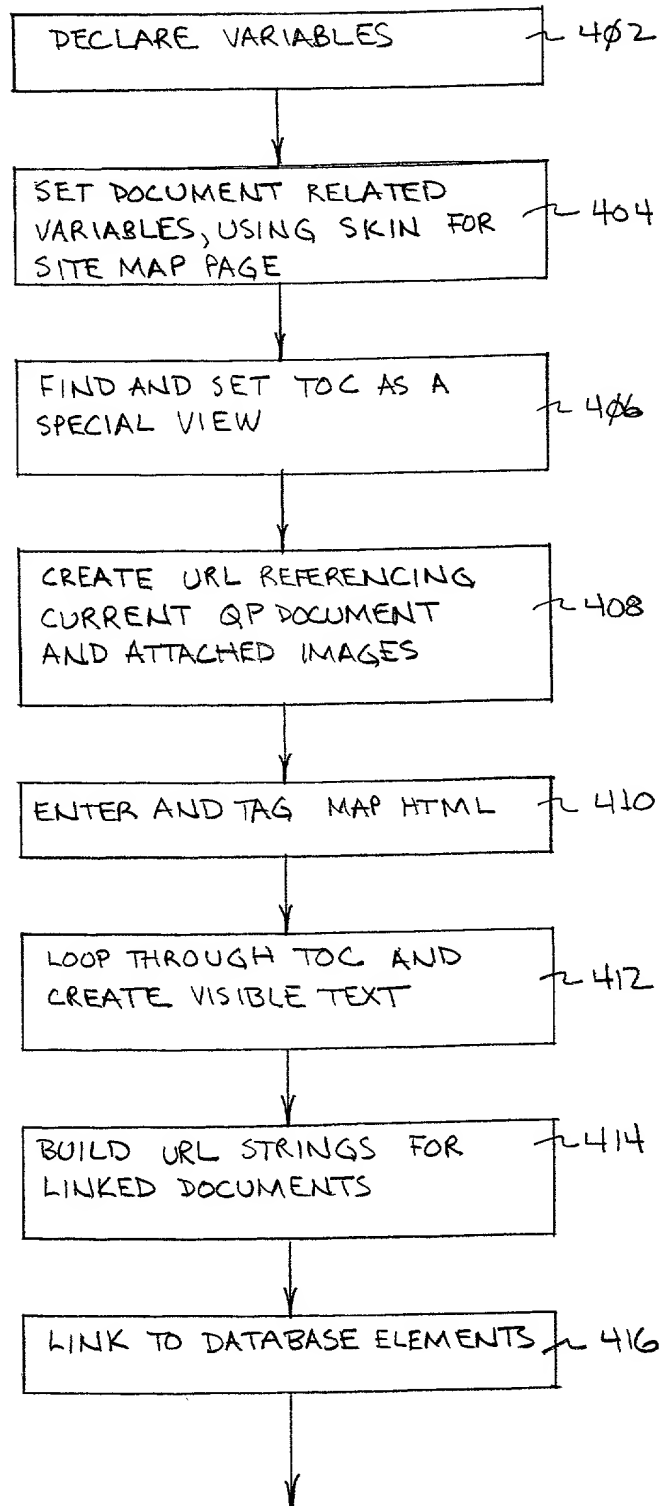 DECLARE VARIABLES 402
SET DOCUMENT RELATED
VARIABLES, USING SKIN FOR 404
SITE MAP PAGE
FIND AND SET TOC AS A
SPECIAL VIEW 406
CREATE URL REFERENCING
CURRENT QP DOCUMENT 408
AND ATTACHED IMAGES
ENTER AND TAG MAP HTML 410
LOOP THROUGH TOC AND
CREATE VISIBLE TEXT 412
BUILD URL STRINGS FOR 414
LINKED DOCUMENTS
LINK TO DATABASE ELEMENTS 416